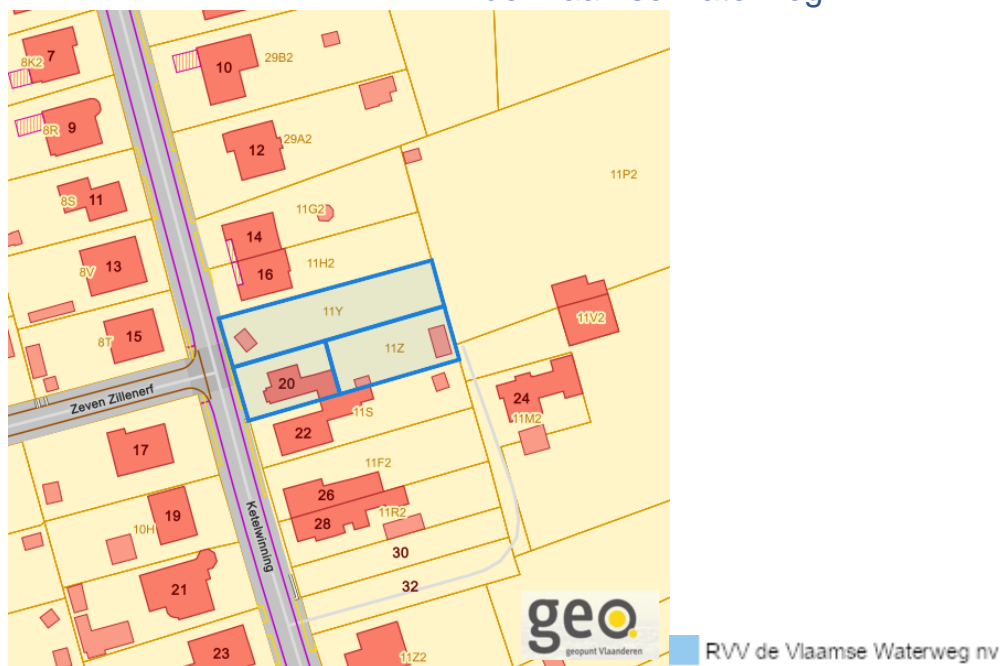 7
8K2
10
29B2
9
8R
12
29A2
11P2
11
8S
11G2
14
13
8V
11H2
16
11Y
15
8T
11Z
11V2
20
24
Zeven Zillenerf
11S
11M2
22
17
11F2
26
19
10H
28
11R2
Ketelwinning
30
32
21
geo.
geopunt Vlaanderen
23
11Z2
RVV de Vlaamse Waterweg nv